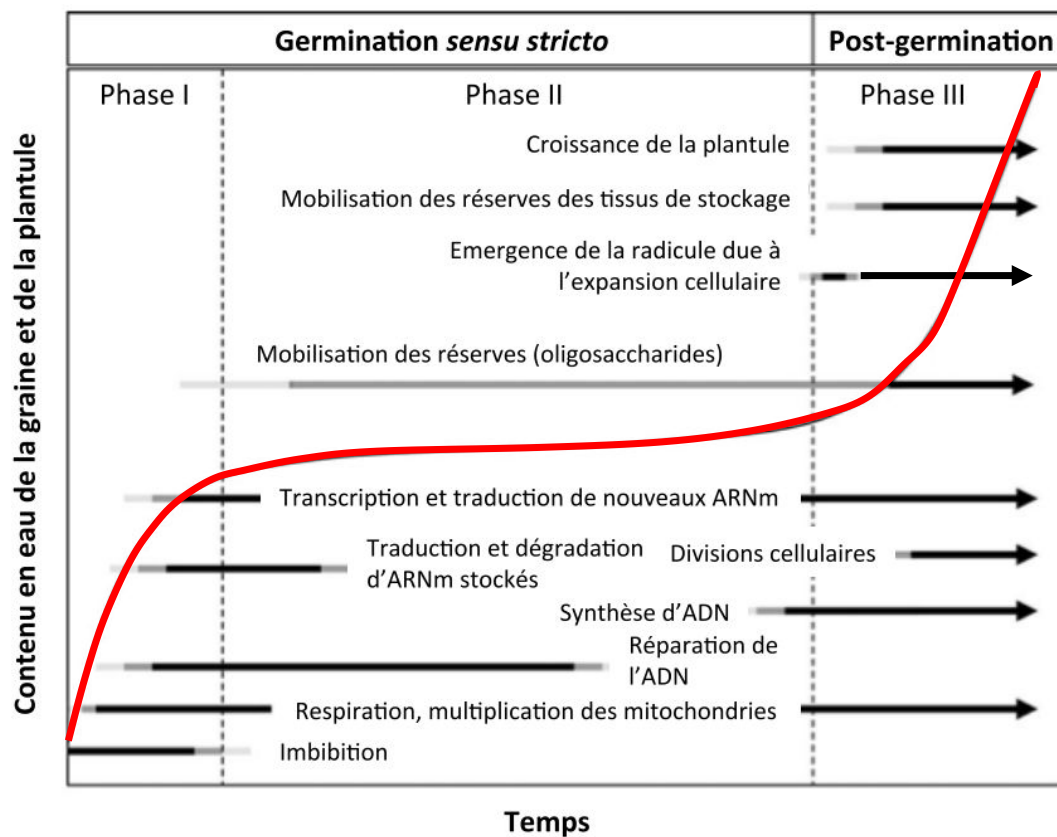 Germination sensu stricto
Post-germination
Phase I
Phase II
Phase III
Croissance de la plantule
Mobilisation des réserves des tissus de stockage
Emergence de la radicule due à
l’expansion cellulaire
Mobilisation des réserves (oligosaccharides)
Transcription et traduction de nouveaux ARNm
Traduction et dégradation
d’ARNm stockés
Divisions cellulaires
Synthèse d’ADN
Réparation de
l’ADN
Respiration, multiplication des mitochondries
Imbibition
Contenu en eau de la graine et de la plantule
Temps